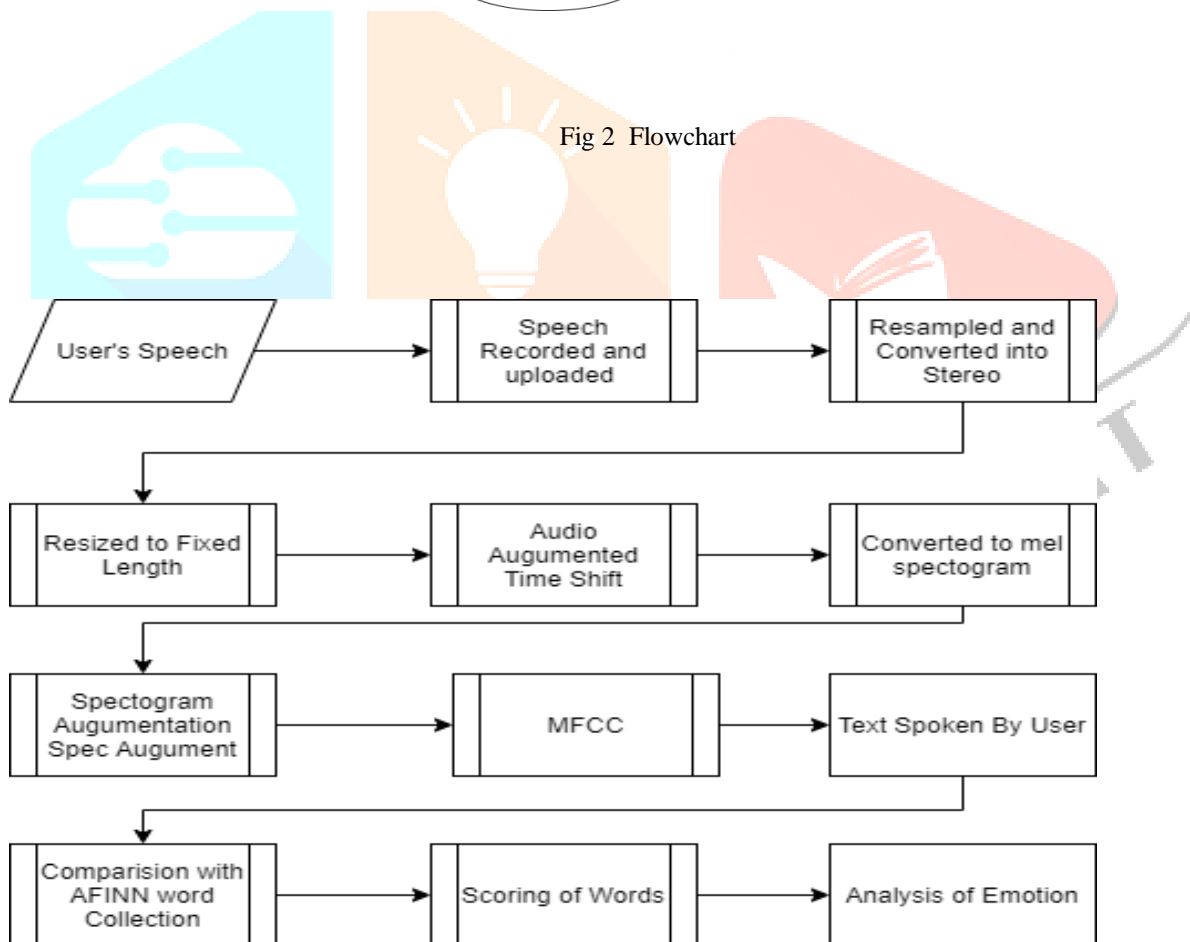 Fig 2 Flowchart
User's Speech
Speech
Recorded and
uploaded
Resampled and
Converted into
Stereo
Resized to Fixed
Length
Audio
Augumented
Time Shift
Converted to mel
spectogram
Spectogram
Augumentation
Spec Augument
MFCC
Text Spoken By User
Comparision with
AFINN word
Collection
Scoring of Words
Analysis of Emotion